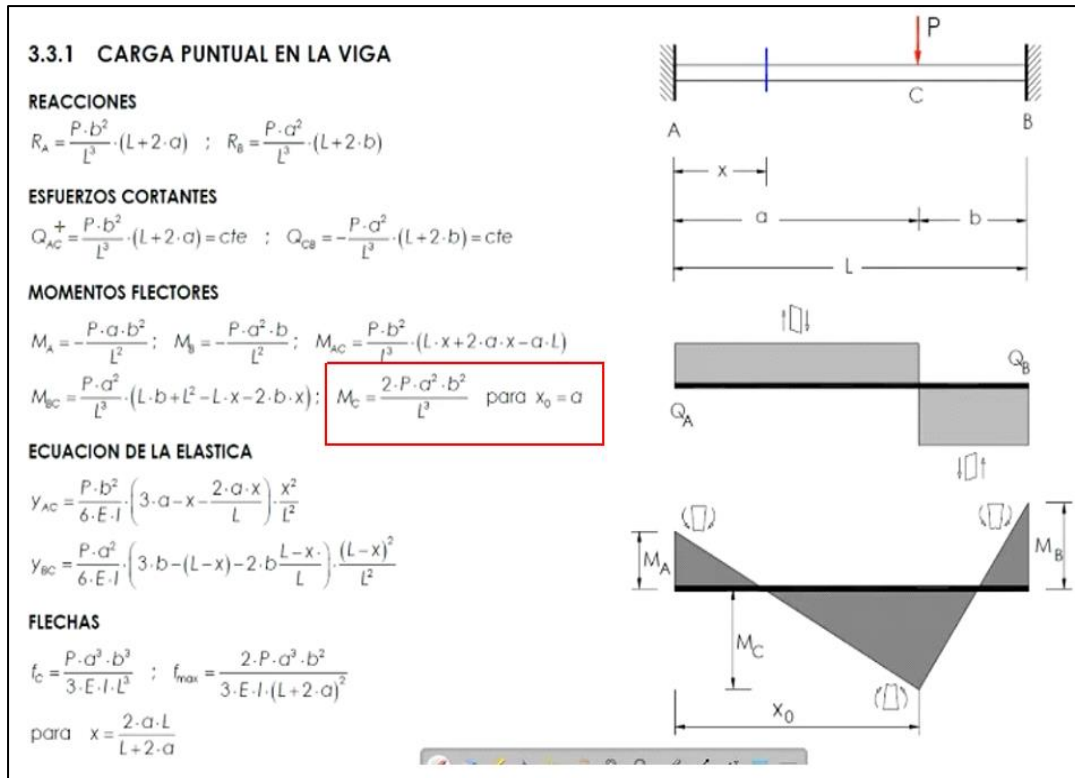 3.3.1 CARGA PUNTUAL EN LA VIGA
REACCIONES
R_A = P·b²/L³ · (L+2·a) ; R_B = P·a²/L³ · (L+2·b)
ESFUERZOS CORTANTES
Q_AC = + P·b²/L³ · (L+2·a) = cte ; Q_CB = - P·a²/L³ · (L+2·b) = cte
MOMENTOS FLECTORES
M_A = - P·a·b²/L² ; M_B = - P·a²·b/L² ; M_AC = P·b²/L³ · (L·x+2·a·x-a·L)
M_BC = P·a²/L³ · (L·b+L²-L·x-2·b·x) ; M_C = 2·P·a²·b²/L³ para x₀ = a
ECUACION DE LA ELASTICA
y_AC = P·b²/6·E·I · (3·a-x-2·a·x/L) · x²/L²
y_BC = P·a²/6·E·I · (3·b-(L-x)-2·b L-x·/L) · (L-x)²/L²
FLECHAS
f_C = P·a³·b³/3·E·I·L³ ; f_max = 2·P·a³·b²/3·E·I·(L+2·a)²
para x = 2·a·L/L+2·a
P
C
A B
x
a b
L
Q_B
Q_A
M_A M_B
M_C
x₀